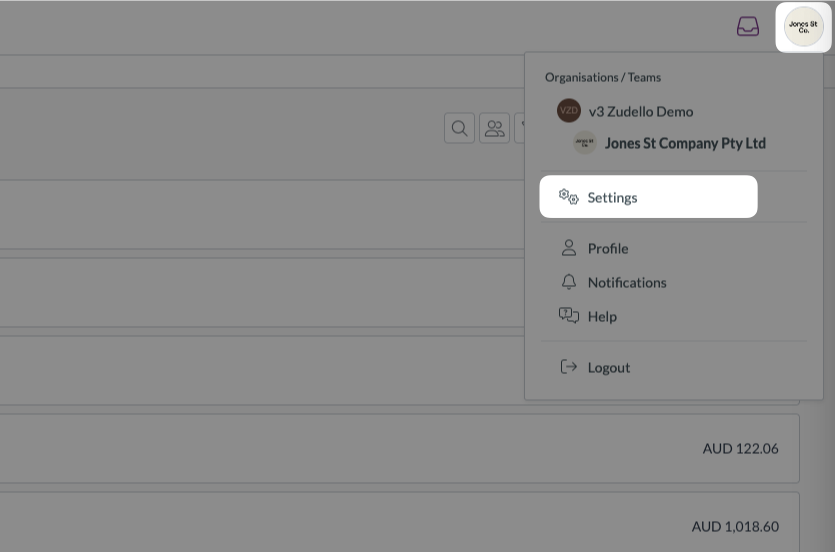 Jones St
Co.
Organisations / Teams
VZD
v3 Zudello Demo
Jones St
Co.
Jones St Company Pty Ltd
Settings
Profile
Notifications
Help
Logout
AUD 122.06
AUD 1,018.60